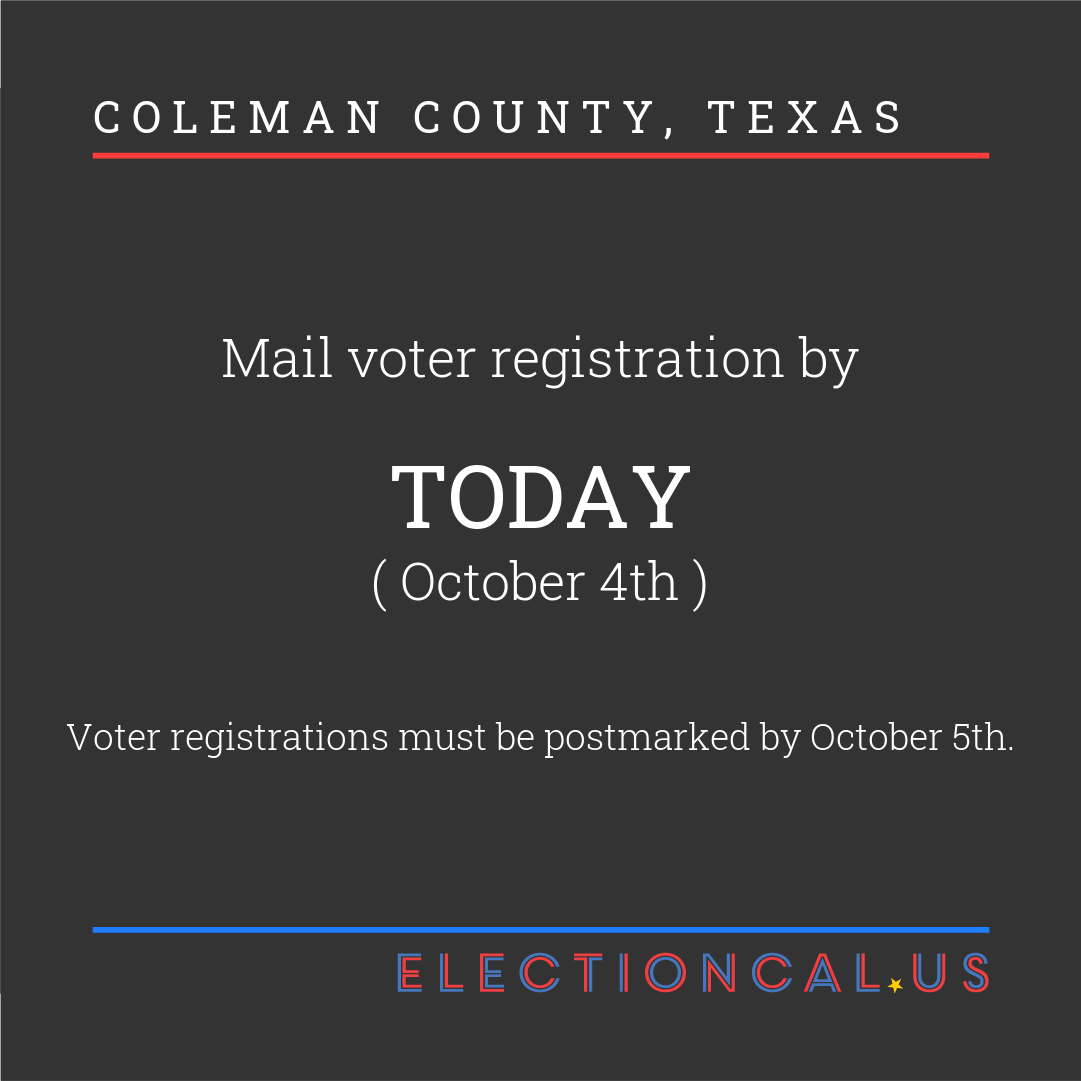 COLEMAN COUNTY, TEXAS
Mail voter registration by
TODAY
( October 4th )
Voter registrations must be postmarked by October 5th.
ELECTIONCAL.US